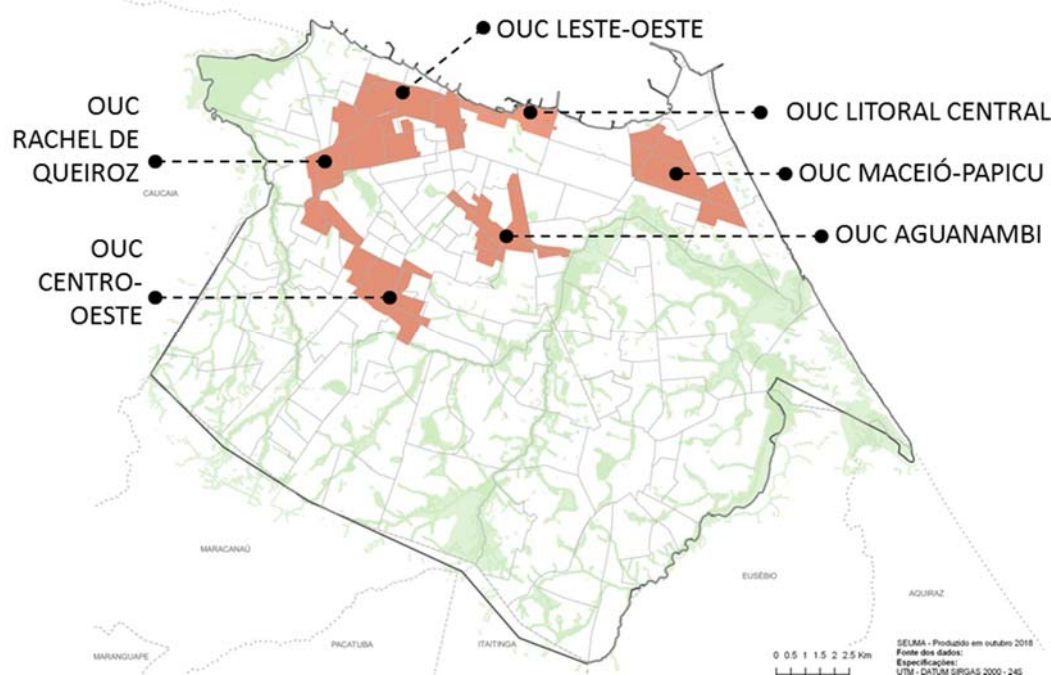 OUC LESTE-OESTE
OUC
RACHEL DE
QUEIROZ
OUC LITORAL CENTRAL
OUC MACEIÓ-PAPICU
CAUCAIA
OUC AGUANAMBI
OUC
CENTRO-
OESTE
MARACANAÚ
EUSÉBIO
AQUIRAZ
MARANGUAPE
PACATUBA
ITAITINGA
0 0.5 1 1.5 2 2.5 Km
SEUMA - Produzido em outubro 2018
Fonte dos dados:
Especificações:
UTM - DATUM SIRGAS 2000 - 24S